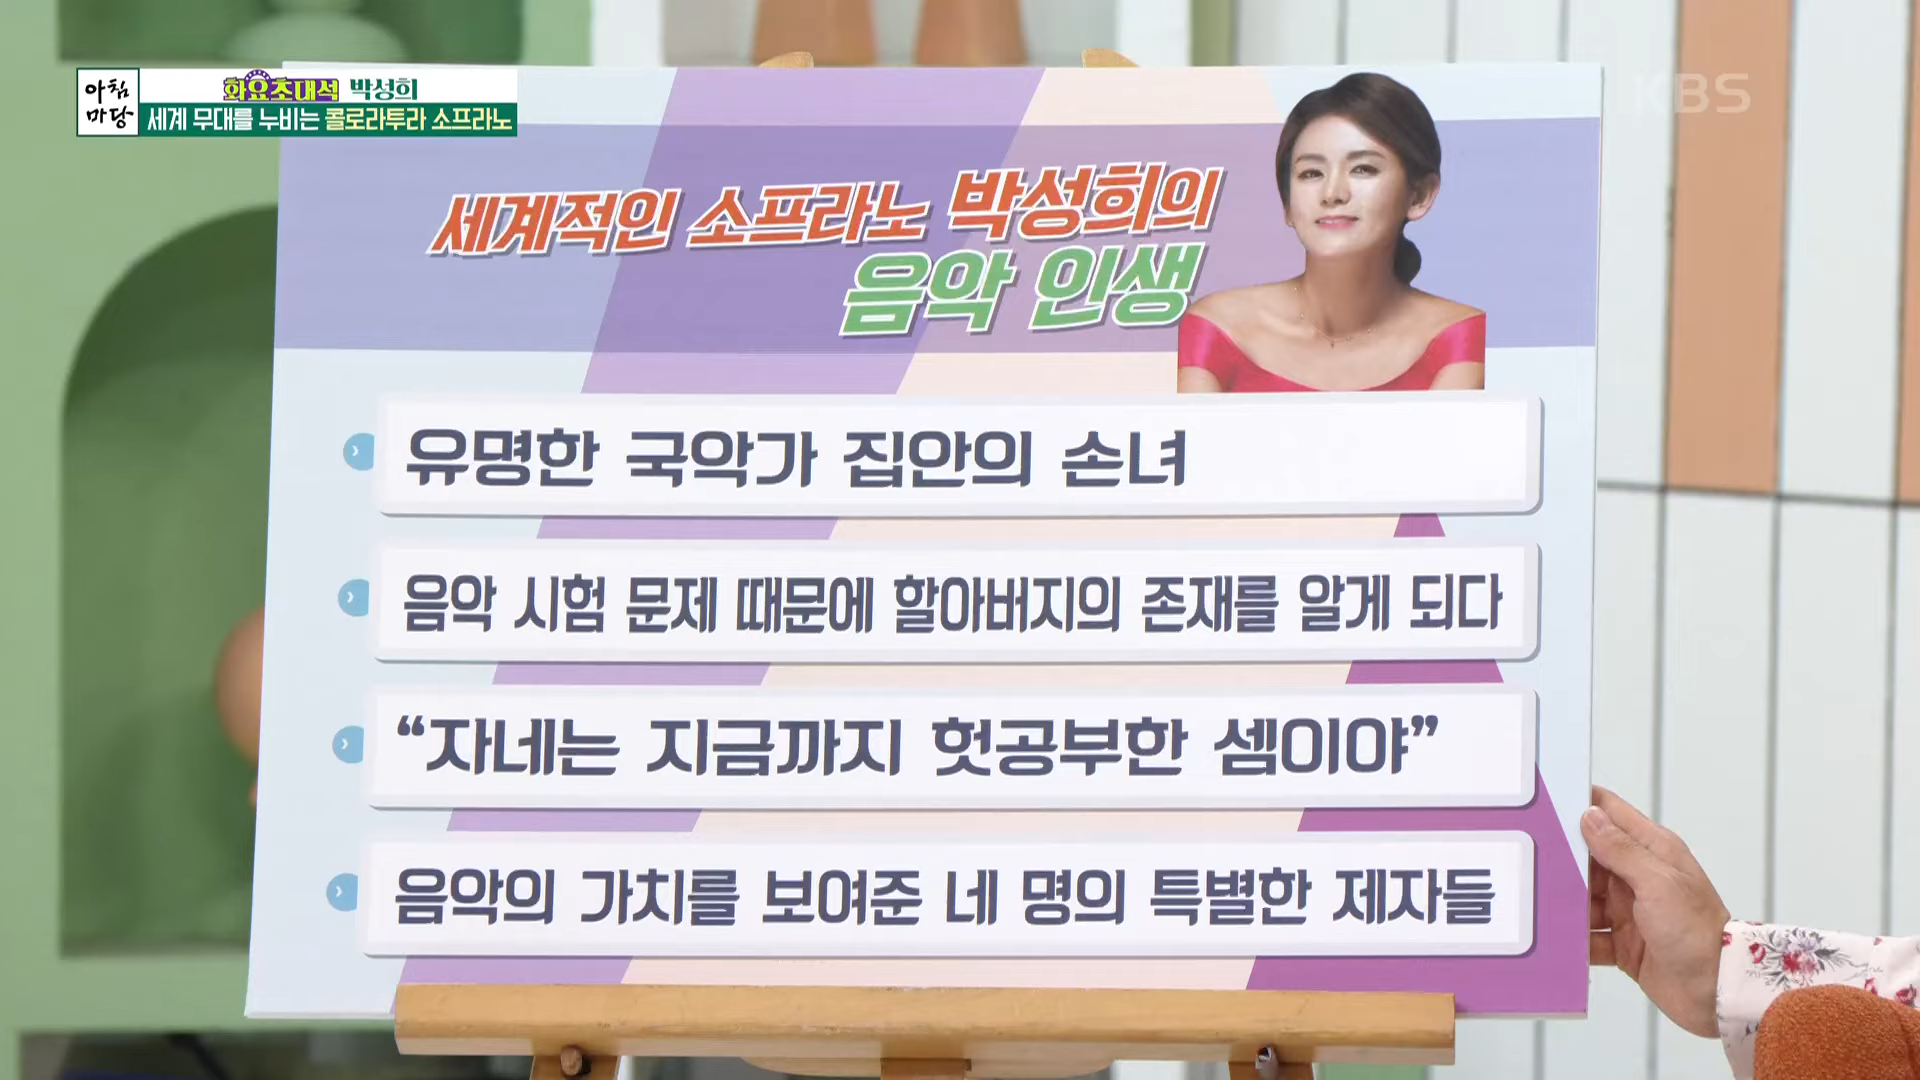 아침
마당
화요초대석 박성희
세계 무대를 누비는 콜로라투라 소프라노
KBS
세계적인 소프라노 박성희의
음악 인생
유명한 국악가 집안의 손녀
음악 시험 문제 때문에 할아버지의 존재를 알게 되다
“자네는 지금까지 헛공부한 셈이야”
음악의 가치를 보여준 네 명의 특별한 제자들